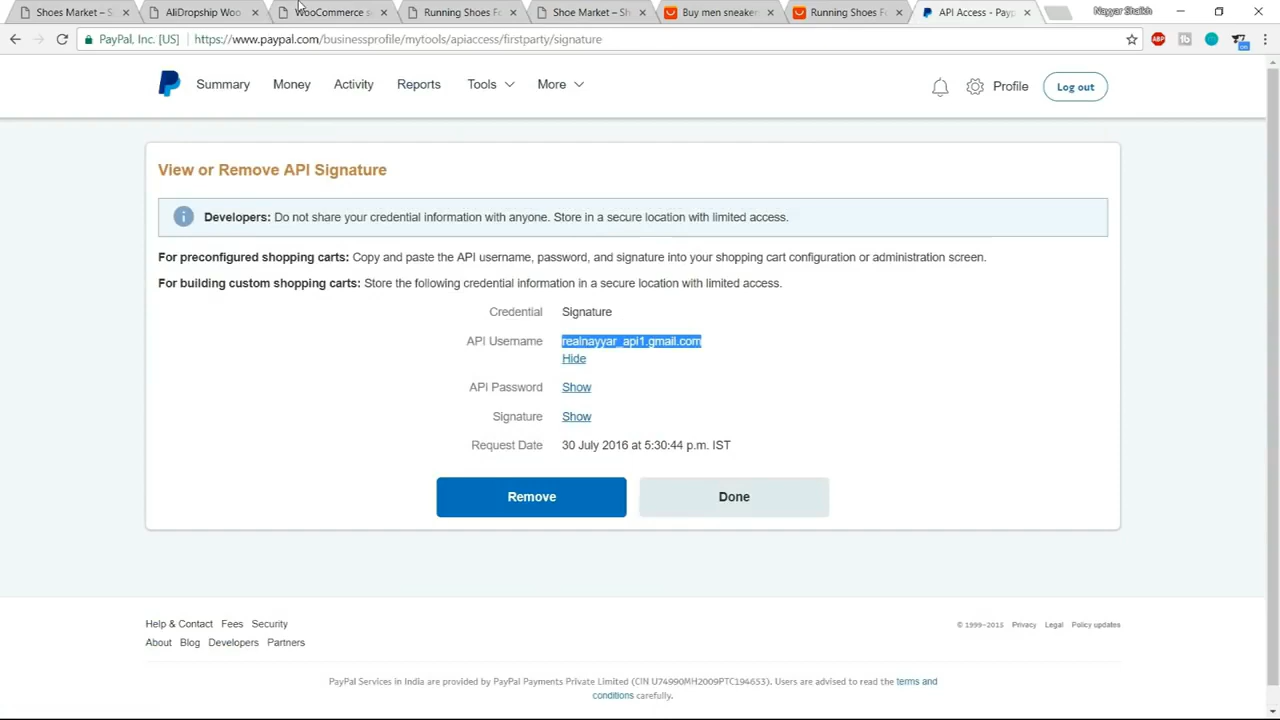 Shoes Market – S
AliDropship Woo
WooCommerce s
Running Shoes Fo
Shoe Market – Sh
Buy men sneaker
Running Shoes Fo
API Access - Payp
Nayyar Shaikh
PayPal, Inc. [US]
https://www.paypal.com/businessprofile/mytools/apiaccess/firstparty/signature
ABP
Summary
Money
Activity
Reports
Tools
More
Profile
Log out
View or Remove API Signature
Developers: Do not share your credential information with anyone. Store in a secure location with limited access.
For preconfigured shopping carts: Copy and paste the API username, password, and signature into your shopping cart configuration or administration screen.
For building custom shopping carts: Store the following credential information in a secure location with limited access.
Credential Signature
API Username realnayyar_api1.gmail.com
Hide
API Password Show
Signature Show
Request Date 30 July 2016 at 5:30:44 p.m. IST
Remove
Done
Help & Contact Fees Security
© 1999–2015 Privacy Legal Policy updates
About Blog Developers Partners
PayPal Services in India are provided by PayPal Payments Private Limited (CIN U74990MH2009PTC194653). Users are advised to read the terms and
conditions carefully.